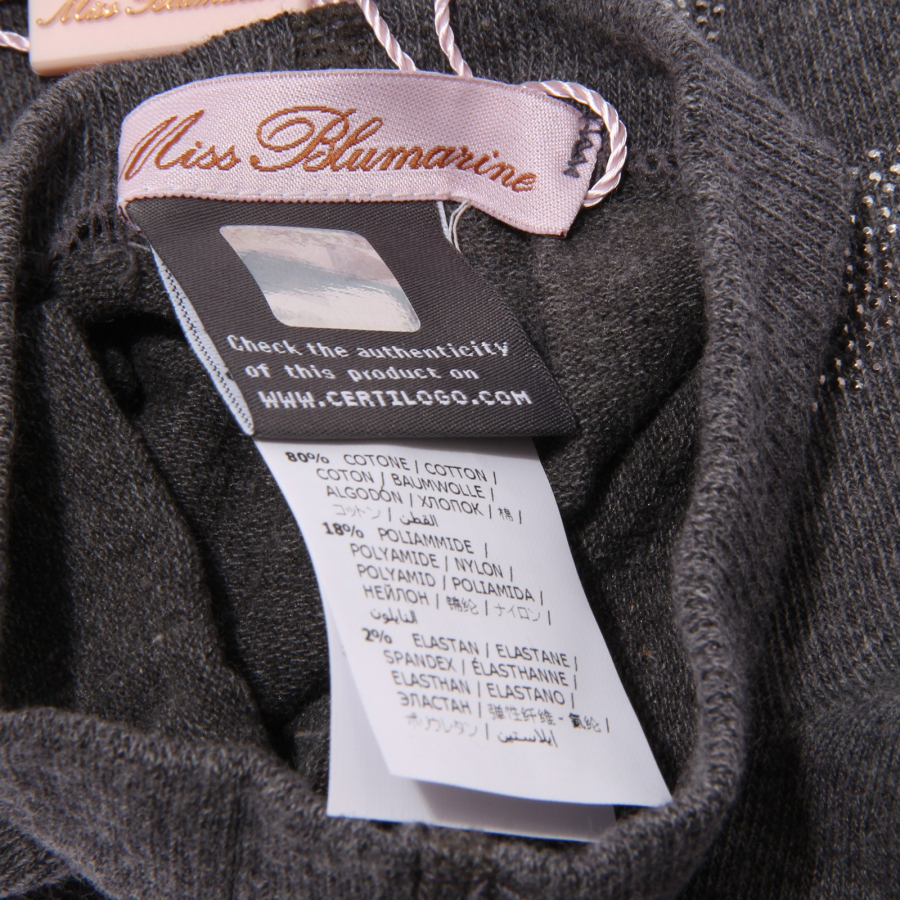 Miss Blumarine
Miss Blumarine
Check the authenticity
of this product on
WWW.CERTILOGO.COM
80% COTONE / COTTON /
COTON / BAUMWOLLE /
ALGODÓN / ХЛОПОК / 棉 /
コットン / القطن
18% POLIAMMIDE /
POLYAMIDE / NYLON /
POLYAMID / POLIAMIDA /
НЕЙЛОН / 锦纶 / ナイロン /
النايلون
2% ELASTAN / ELASTANE /
SPANDEX / ÉLASTHANNE /
ELASTHAN / ELASTANO /
ЭЛАСТАН / 弹性纤维 - 氨纶 /
ポリウレタン / إيلاستين